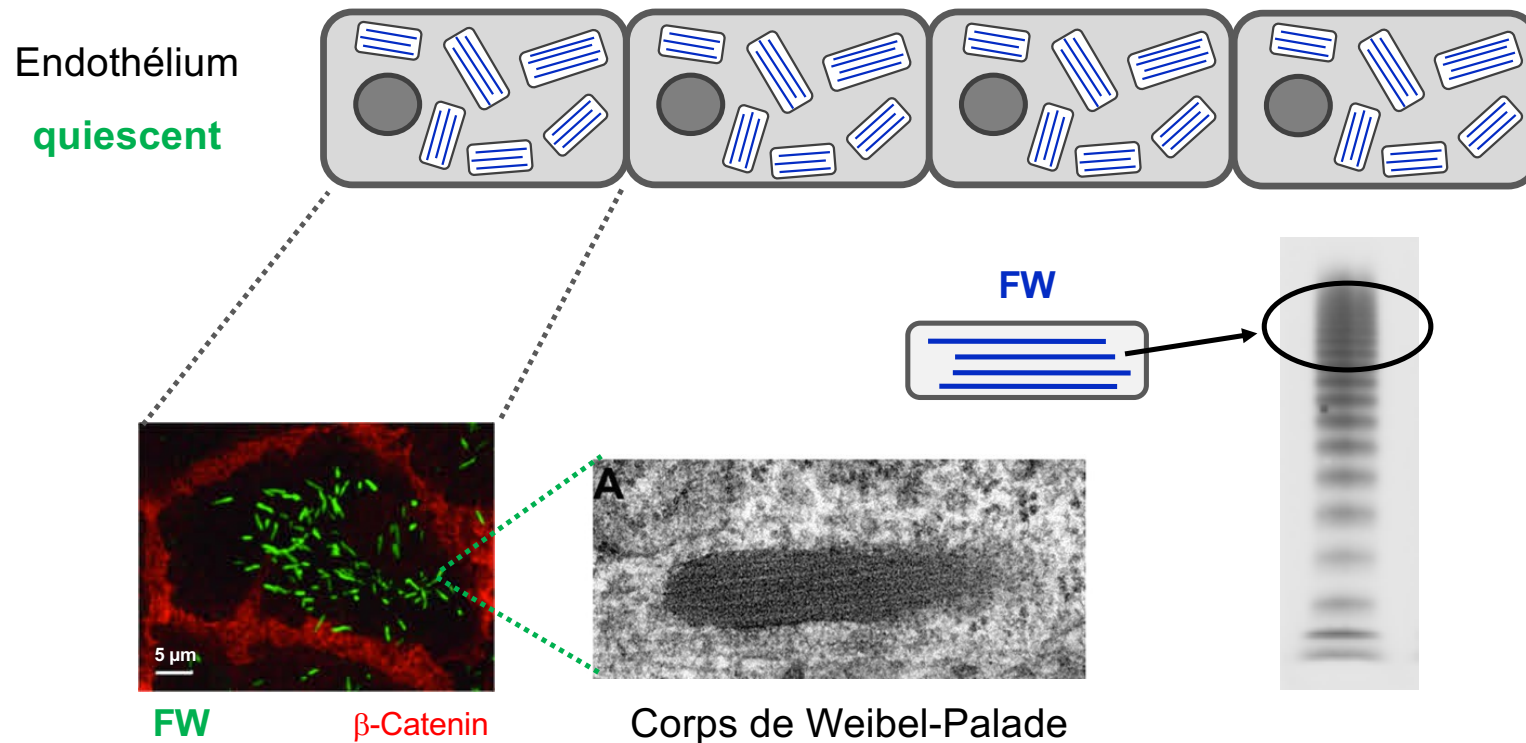 Endothélium
quiescent
FW
A
5 µm
FW
β-Catenin
Corps de Weibel-Palade